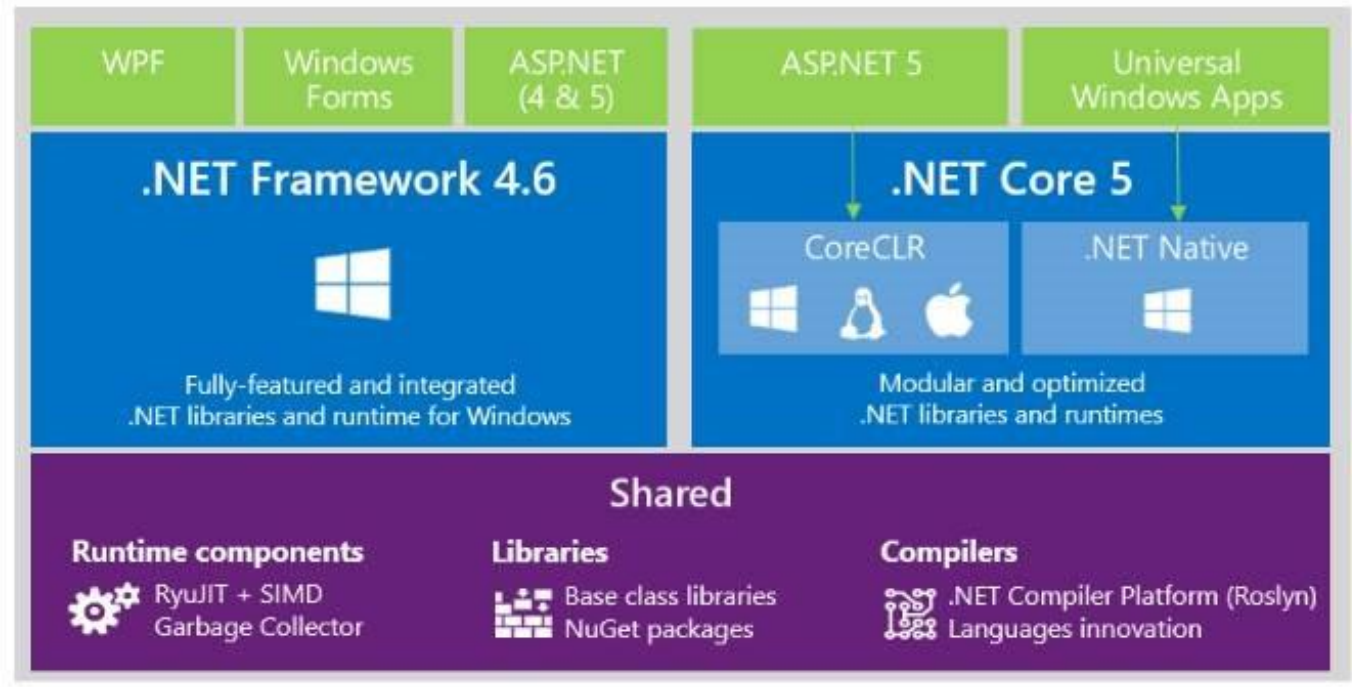 WPF
Windows
Forms
ASP.NET
(4 & 5)
ASP.NET 5
Universal
Windows Apps
.NET Framework 4.6
Fully-featured and integrated
.NET libraries and runtime for Windows
.NET Core 5
CoreCLR
.NET Native
Modular and optimized
.NET libraries and runtimes
Shared
Runtime components
RyuJIT + SIMD
Garbage Collector
Libraries
Base class libraries
NuGet packages
Compilers
.NET Compiler Platform (Roslyn)
Languages innovation